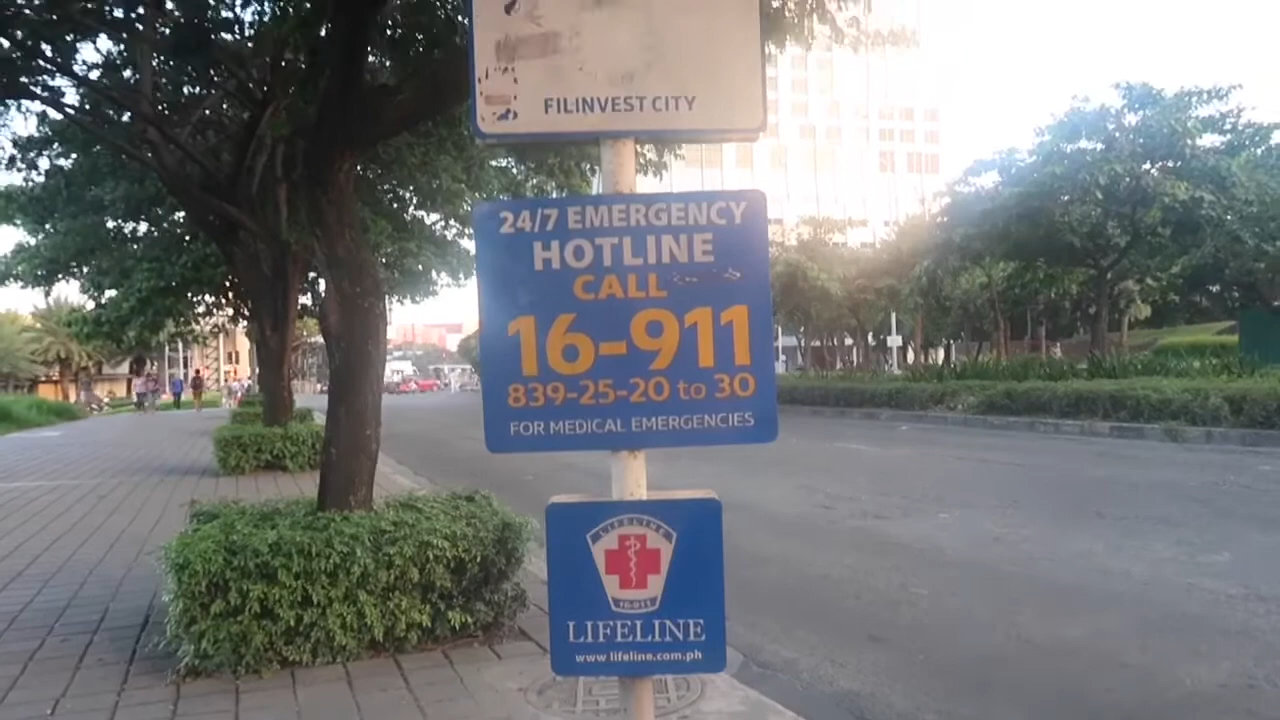 FILINVEST CITY
24/7 EMERGENCY
HOTLINE
CALL
16-911
839-25-20 to 30
FOR MEDICAL EMERGENCIES
LIFELINE
16-911
LIFELINE
www.lifeline.com.ph